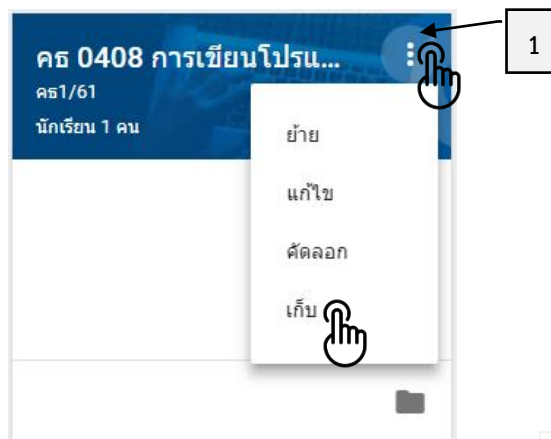 คธ 0408 การเขียนโปรแ...
คธ1/61
นักเรียน 1 คน
1
ย้าย
แก้ไข
คัดลอก
เก็บ